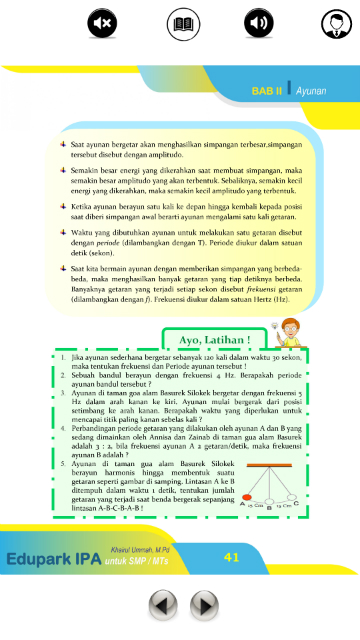 BAB II Ayunan
Saat ayunan bergetar akan menghasilkan simpangan terbesar,simpangan
tersebut disebut dengan amplitudo.
Semakin besar energi yang dikerahkan saat membuat simpangan, maka
semakin besar amplitudo yang akan terbentuk. Sebaliknya, semakin kecil
energi yang dikerahkan, maka semakin kecil amplitudo yang terbentuk.
Ketika ayunan berayun satu kali ke depan hingga kembali kepada posisi
saat diberi simpangan awal berarti ayunan mengalami satu kali getaran.
Waktu yang dibutuhkan ayunan untuk melakukan satu getaran disebut
dengan periode (dilambangkan dengan T). Periode diukur dalam satuan
detik (sekon).
Saat kita bermain ayunan dengan memberikan simpangan yang berbeda-
beda, maka menghasilkan banyak getaran yang tiap detiknya berbeda.
Banyaknya getaran yang terjadi setiap sekon disebut frekuensi getaran
(dilambangkan dengan f). Frekuensi diukur dalam satuan Hertz (Hz).
Ayo, Latihan !
1. Jika ayunan sederhana bergetar sebanyak 120 kali dalam waktu 30 sekon,
maka tentukan frekuensi dan Periode ayunan tersebut !
2. Sebuah bandul berayun dengan frekuensi 4 Hz. Berapakah periode
ayunan bandul tersebut ?
3. Ayunan di taman goa alam Basurek Silokek bergetar dengan frekuensi 5
Hz dalam arah kanan ke kiri. Ayunan mulai bergerak dari posisi
setimbang ke arah kanan. Berapakah waktu yang diperlukan untuk
mencapai titik paling kanan sebelas kali ?
4. Perbandingan periode getaran yang dilakukan oleh ayunan A dan B yang
sedang dimainkan oleh Annisa dan Zainab di taman gua alam Basurek
adalah 3 : 2, bila frekuensi ayunan A 2 getaran/detik, maka frekuensi
ayunan B adalah ?
5. Ayunan di taman gua alam Basurek Silokek
berayun harmonis hingga membentuk suatu
getaran seperti gambar di samping. Lintasan A ke B
ditempuh dalam waktu 1 detik, tentukan jumlah
getaran yang terjadi saat benda bergerak sepanjang
lintasan A-B-C-B-A-B !
A 15 Cm B 15 Cm C
Khairul Ummah, M.Pd
Edupark IPA untuk SMP / MTs
41